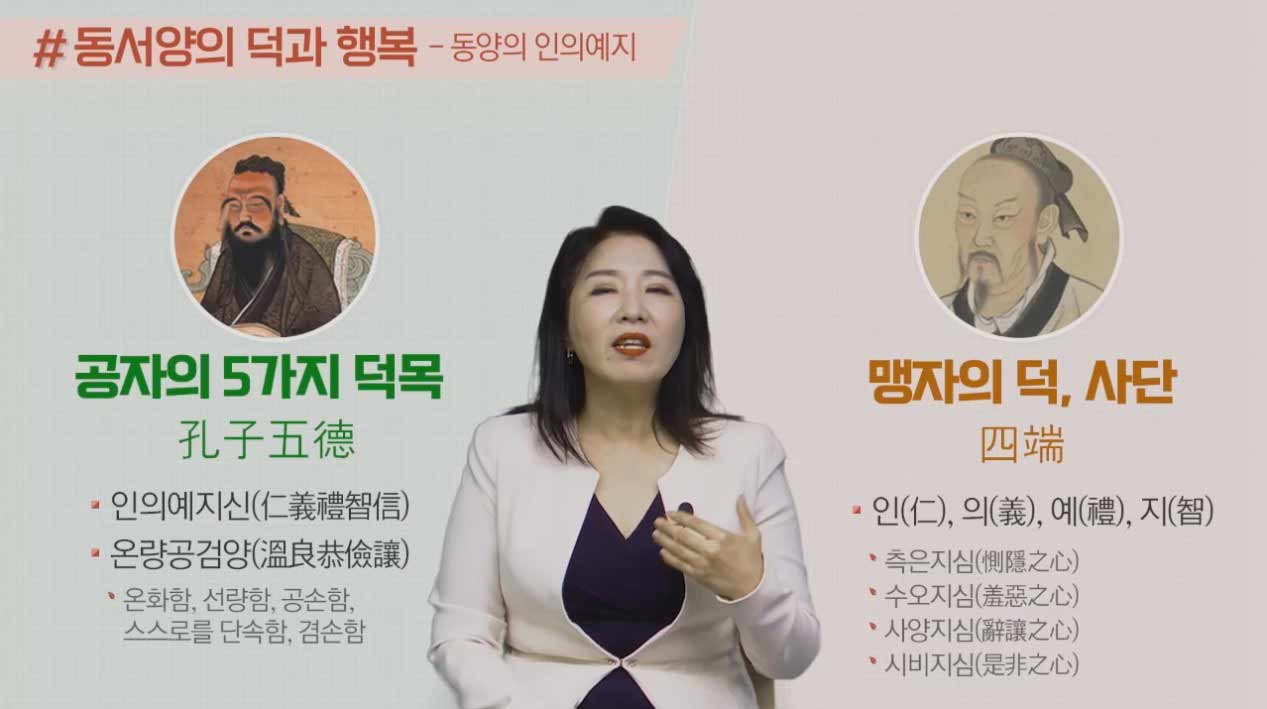 # 동서양의 덕과 행복 - 동양의 인의예지
공자의 5가지 덕목
孔子五德
인의예지신(仁義禮智信)
온량공검양(溫良恭儉讓)
온화함, 선량함, 공손함,
스스로를 단속함, 겸손함
맹자의 덕, 사단
四端
인(仁), 의(義), 예(禮), 지(智)
측은지심(惻隱之心)
수오지심(羞惡之心)
사양지심(辭讓之心)
시비지심(是非之心)